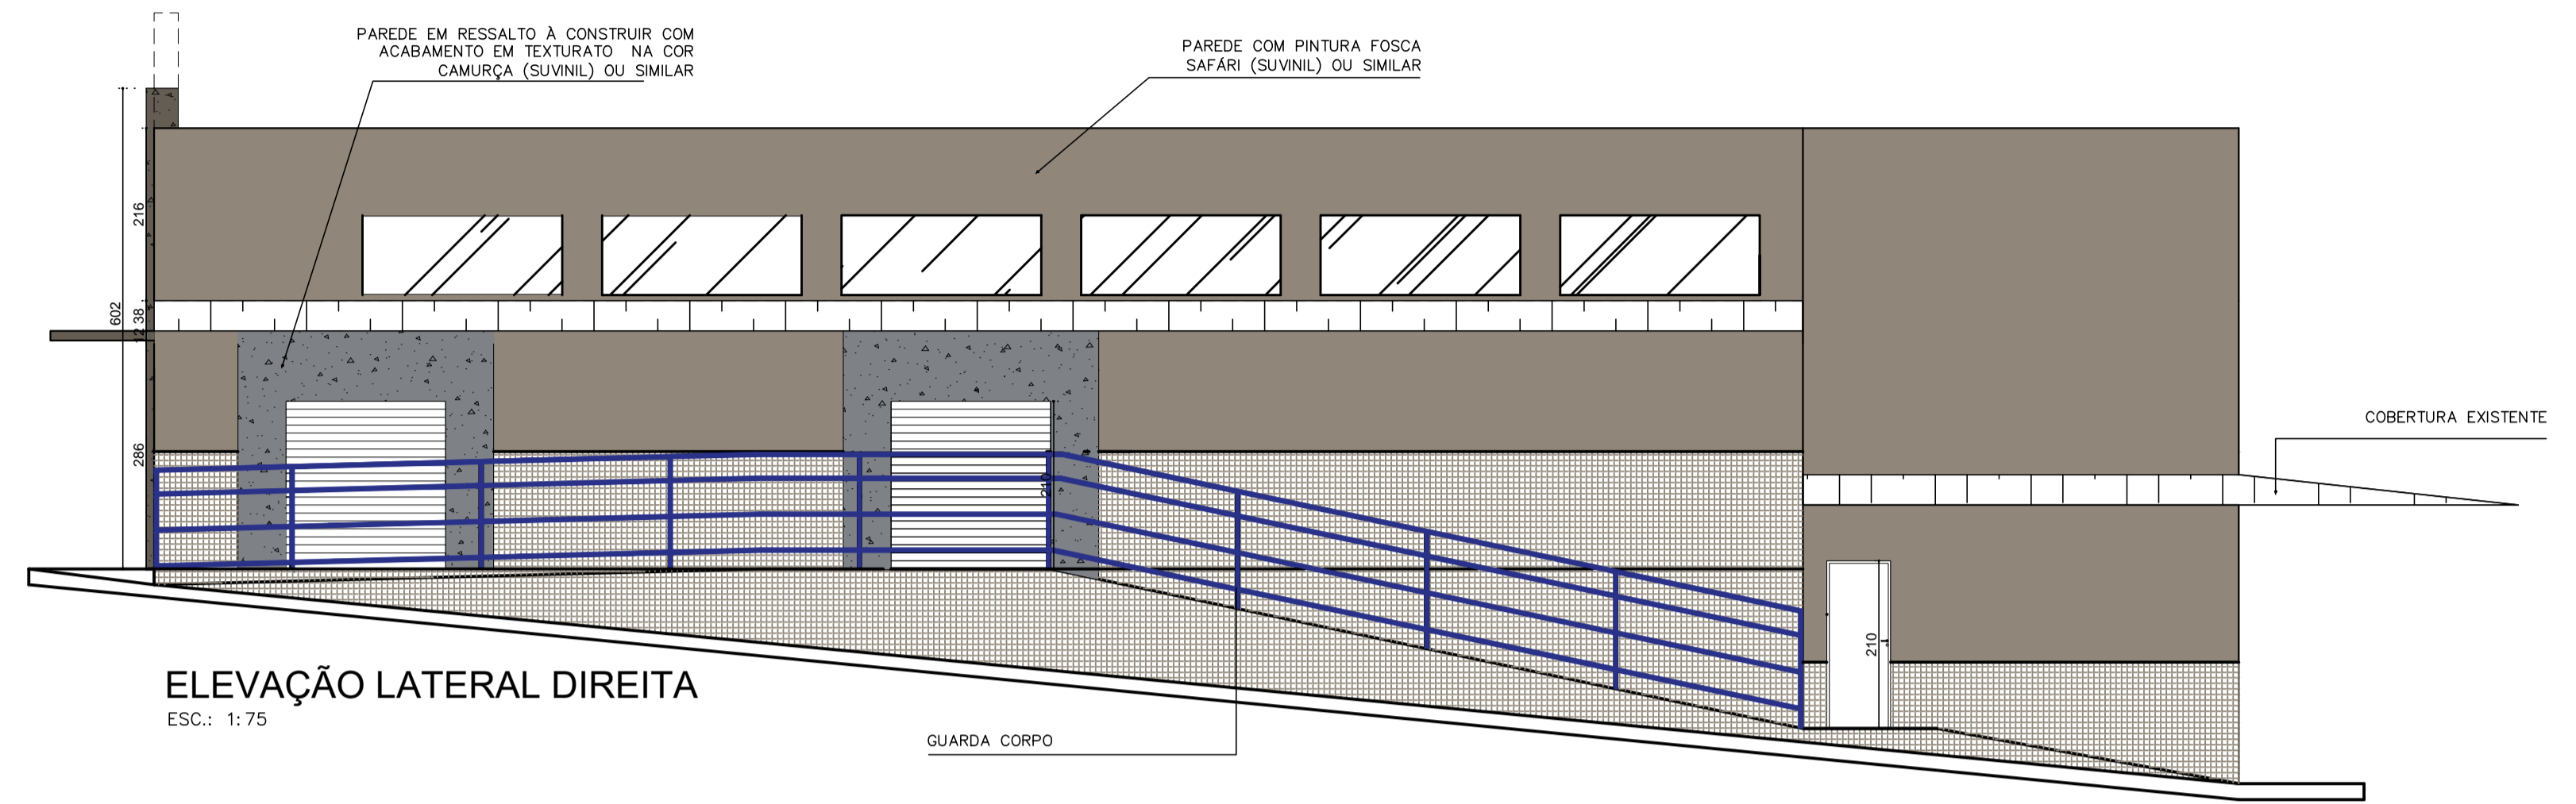 PAREDE EM RESSALTO À CONSTRUIR COM
ACABAMENTO EM TEXTURATO NA COR
CAMURÇA (SUVINIL) OU SIMILAR
PAREDE COM PINTURA FOSCA
SAFÁRI (SUVINIL) OU SIMILAR
216
602
38
12
286
210
COBERTURA EXISTENTE
210
ELEVAÇÃO LATERAL DIREITA
ESC.: 1:75
GUARDA CORPO